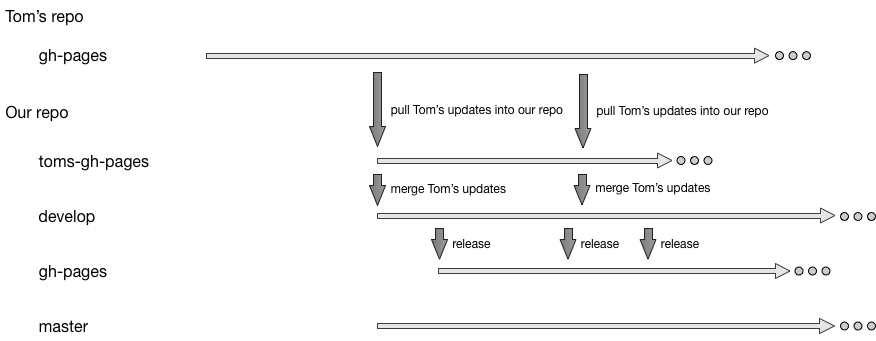 Tom's repo
gh-pages
pull Tom's updates into our repo
pull Tom's updates into our repo
Our repo
toms-gh-pages
merge Tom's updates
merge Tom's updates
develop
release
release
release
gh-pages
master